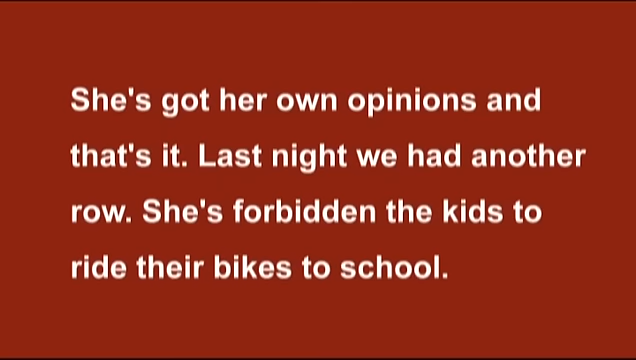 She's got her own opinions and
that's it. Last night we had another
row. She's forbidden the kids to
ride their bikes to school.